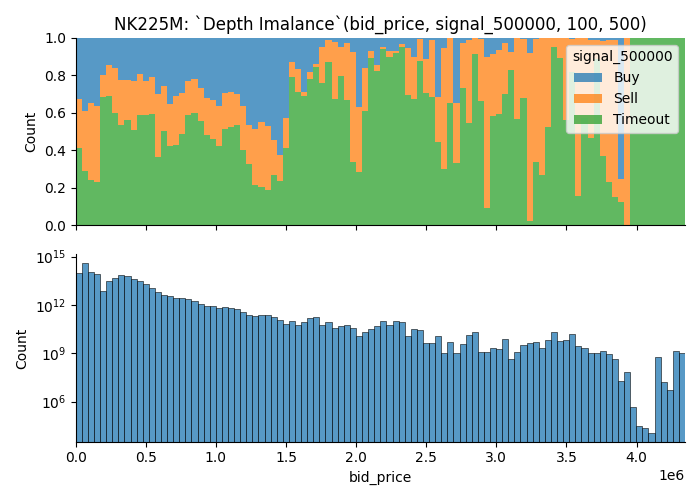 NK225M: `Depth Imalance`(bid_price, signal_500000, 100, 500)
1.0
0.8
0.6
0.4
0.2
0.0
Count
signal_500000
Buy
Sell
Timeout
10^15
10^12
10^9
10^6
Count
0.0 0.5 1.0 1.5 2.0 2.5 3.0 3.5 4.0
1e6
bid_price